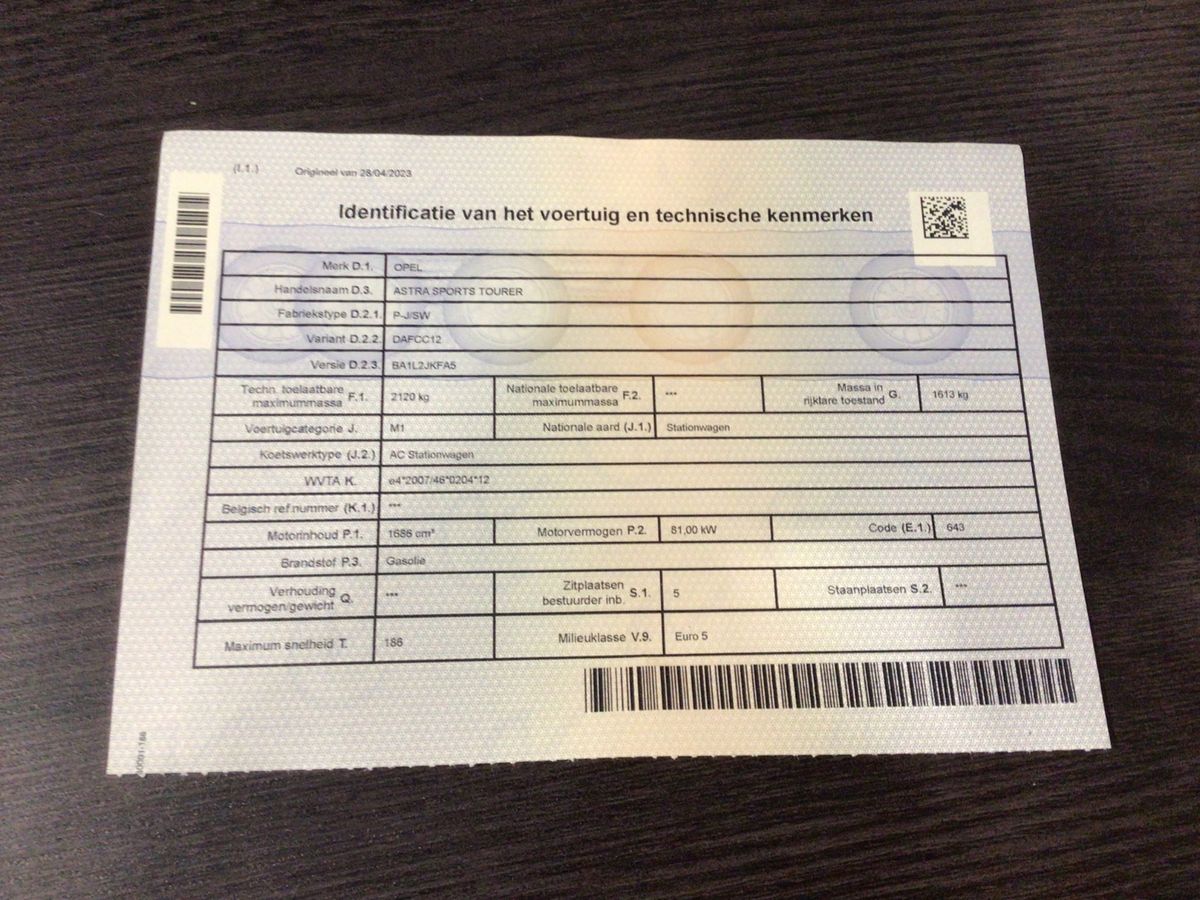 (I.1.) Origineel van 28/04/2023
Identificatie van het voertuig en technische kenmerken
Merk D.1. OPEL
Handelsnaam D.3. ASTRA SPORTS TOURER
Fabriekstype D.2.1. P-J/SW
Variant D.2.2. DAFCC12
Versie D.2.3. BA1L2JKFA5
Techn. toelaatbare maximummassa F.1. 2120 kg Nationale toelaatbare maximummassa F.2. *** Massa in rijklare toestand G. 1613 kg
Voertuigcategorie J. M1 Nationale aard (J.1.) Stationwagen
Koetswerktype (J.2.) AC Stationwagen
WVTA K. e4*2007/46*0204*12
Belgisch ref.nummer (K.1.) ***
Motorinhoud P.1. 1686 cm³ Motorvermogen P.2. 81,00 kW Code (E.1.) 643
Brandstof P.3. Gasolie
Verhouding vermogen/gewicht Q. *** Zitplaatsen bestuurder inb. S.1. 5 Staanplaatsen S.2. ***
Maximum snelheid T. 186 Milieuklasse V.9. Euro 5